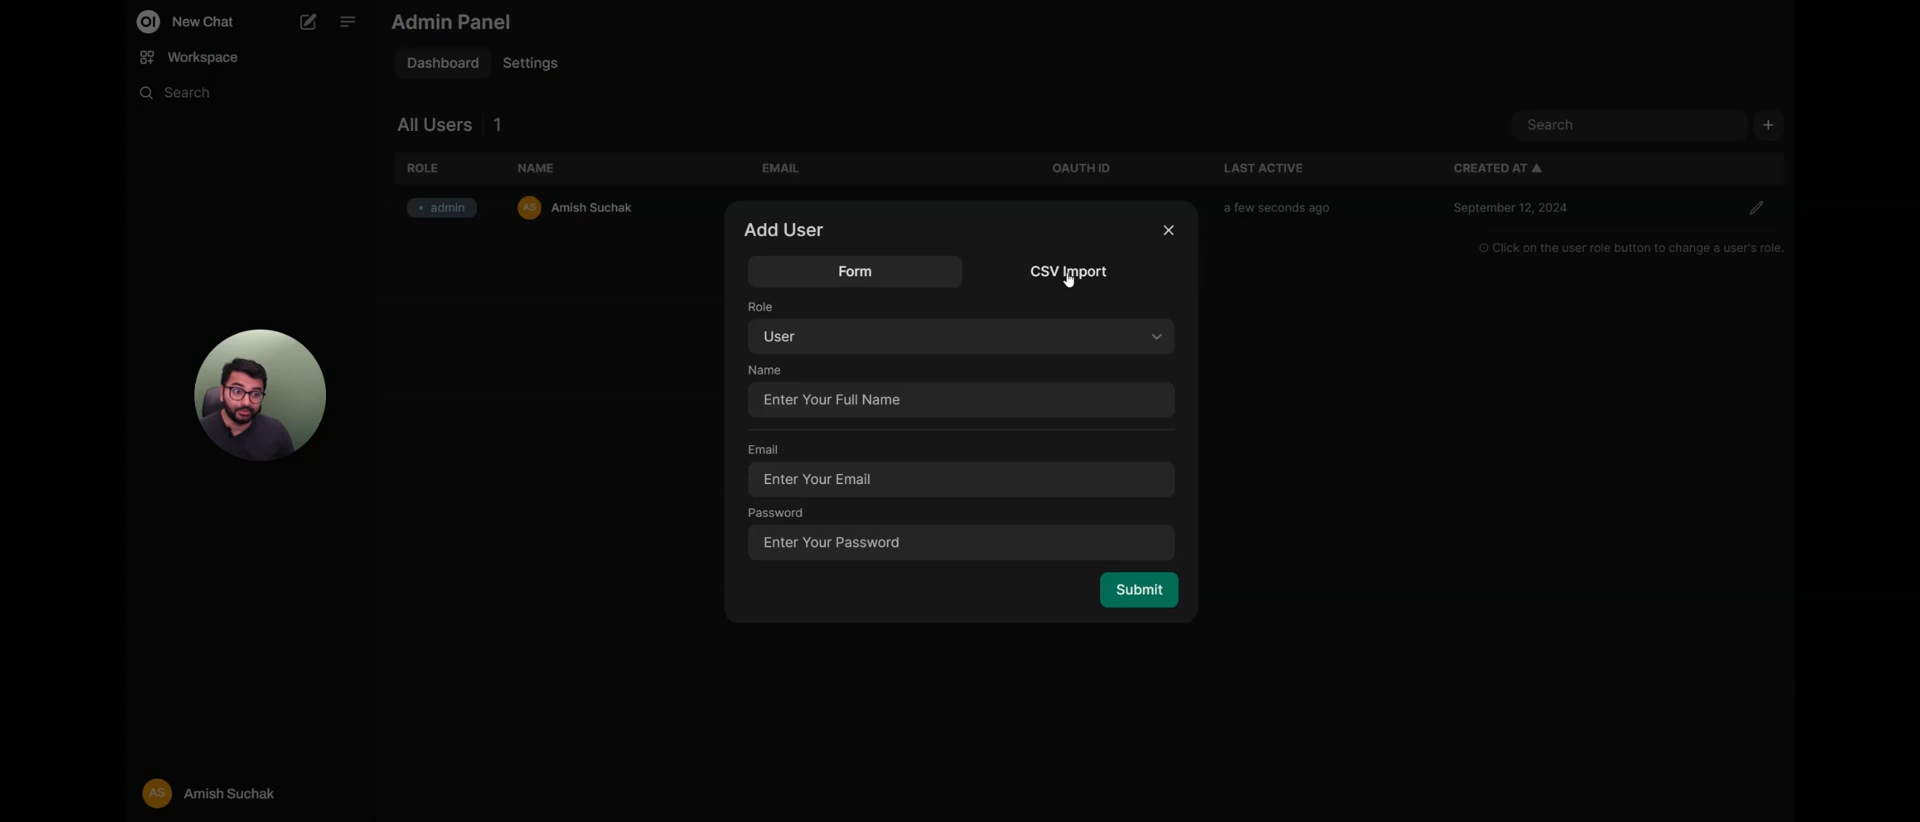 OI New Chat
Workspace
Search
Admin Panel
Dashboard Settings
All Users 1
Search +
ROLE NAME EMAIL OAUTH ID LAST ACTIVE CREATED AT ▲
• admin AS Amish Suchak a few seconds ago September 12, 2024
Click on the user role button to change a user's role.
Add User
Form CSV Import
Role
User
Name
Enter Your Full Name
Email
Enter Your Email
Password
Enter Your Password
Submit
AS Amish Suchak